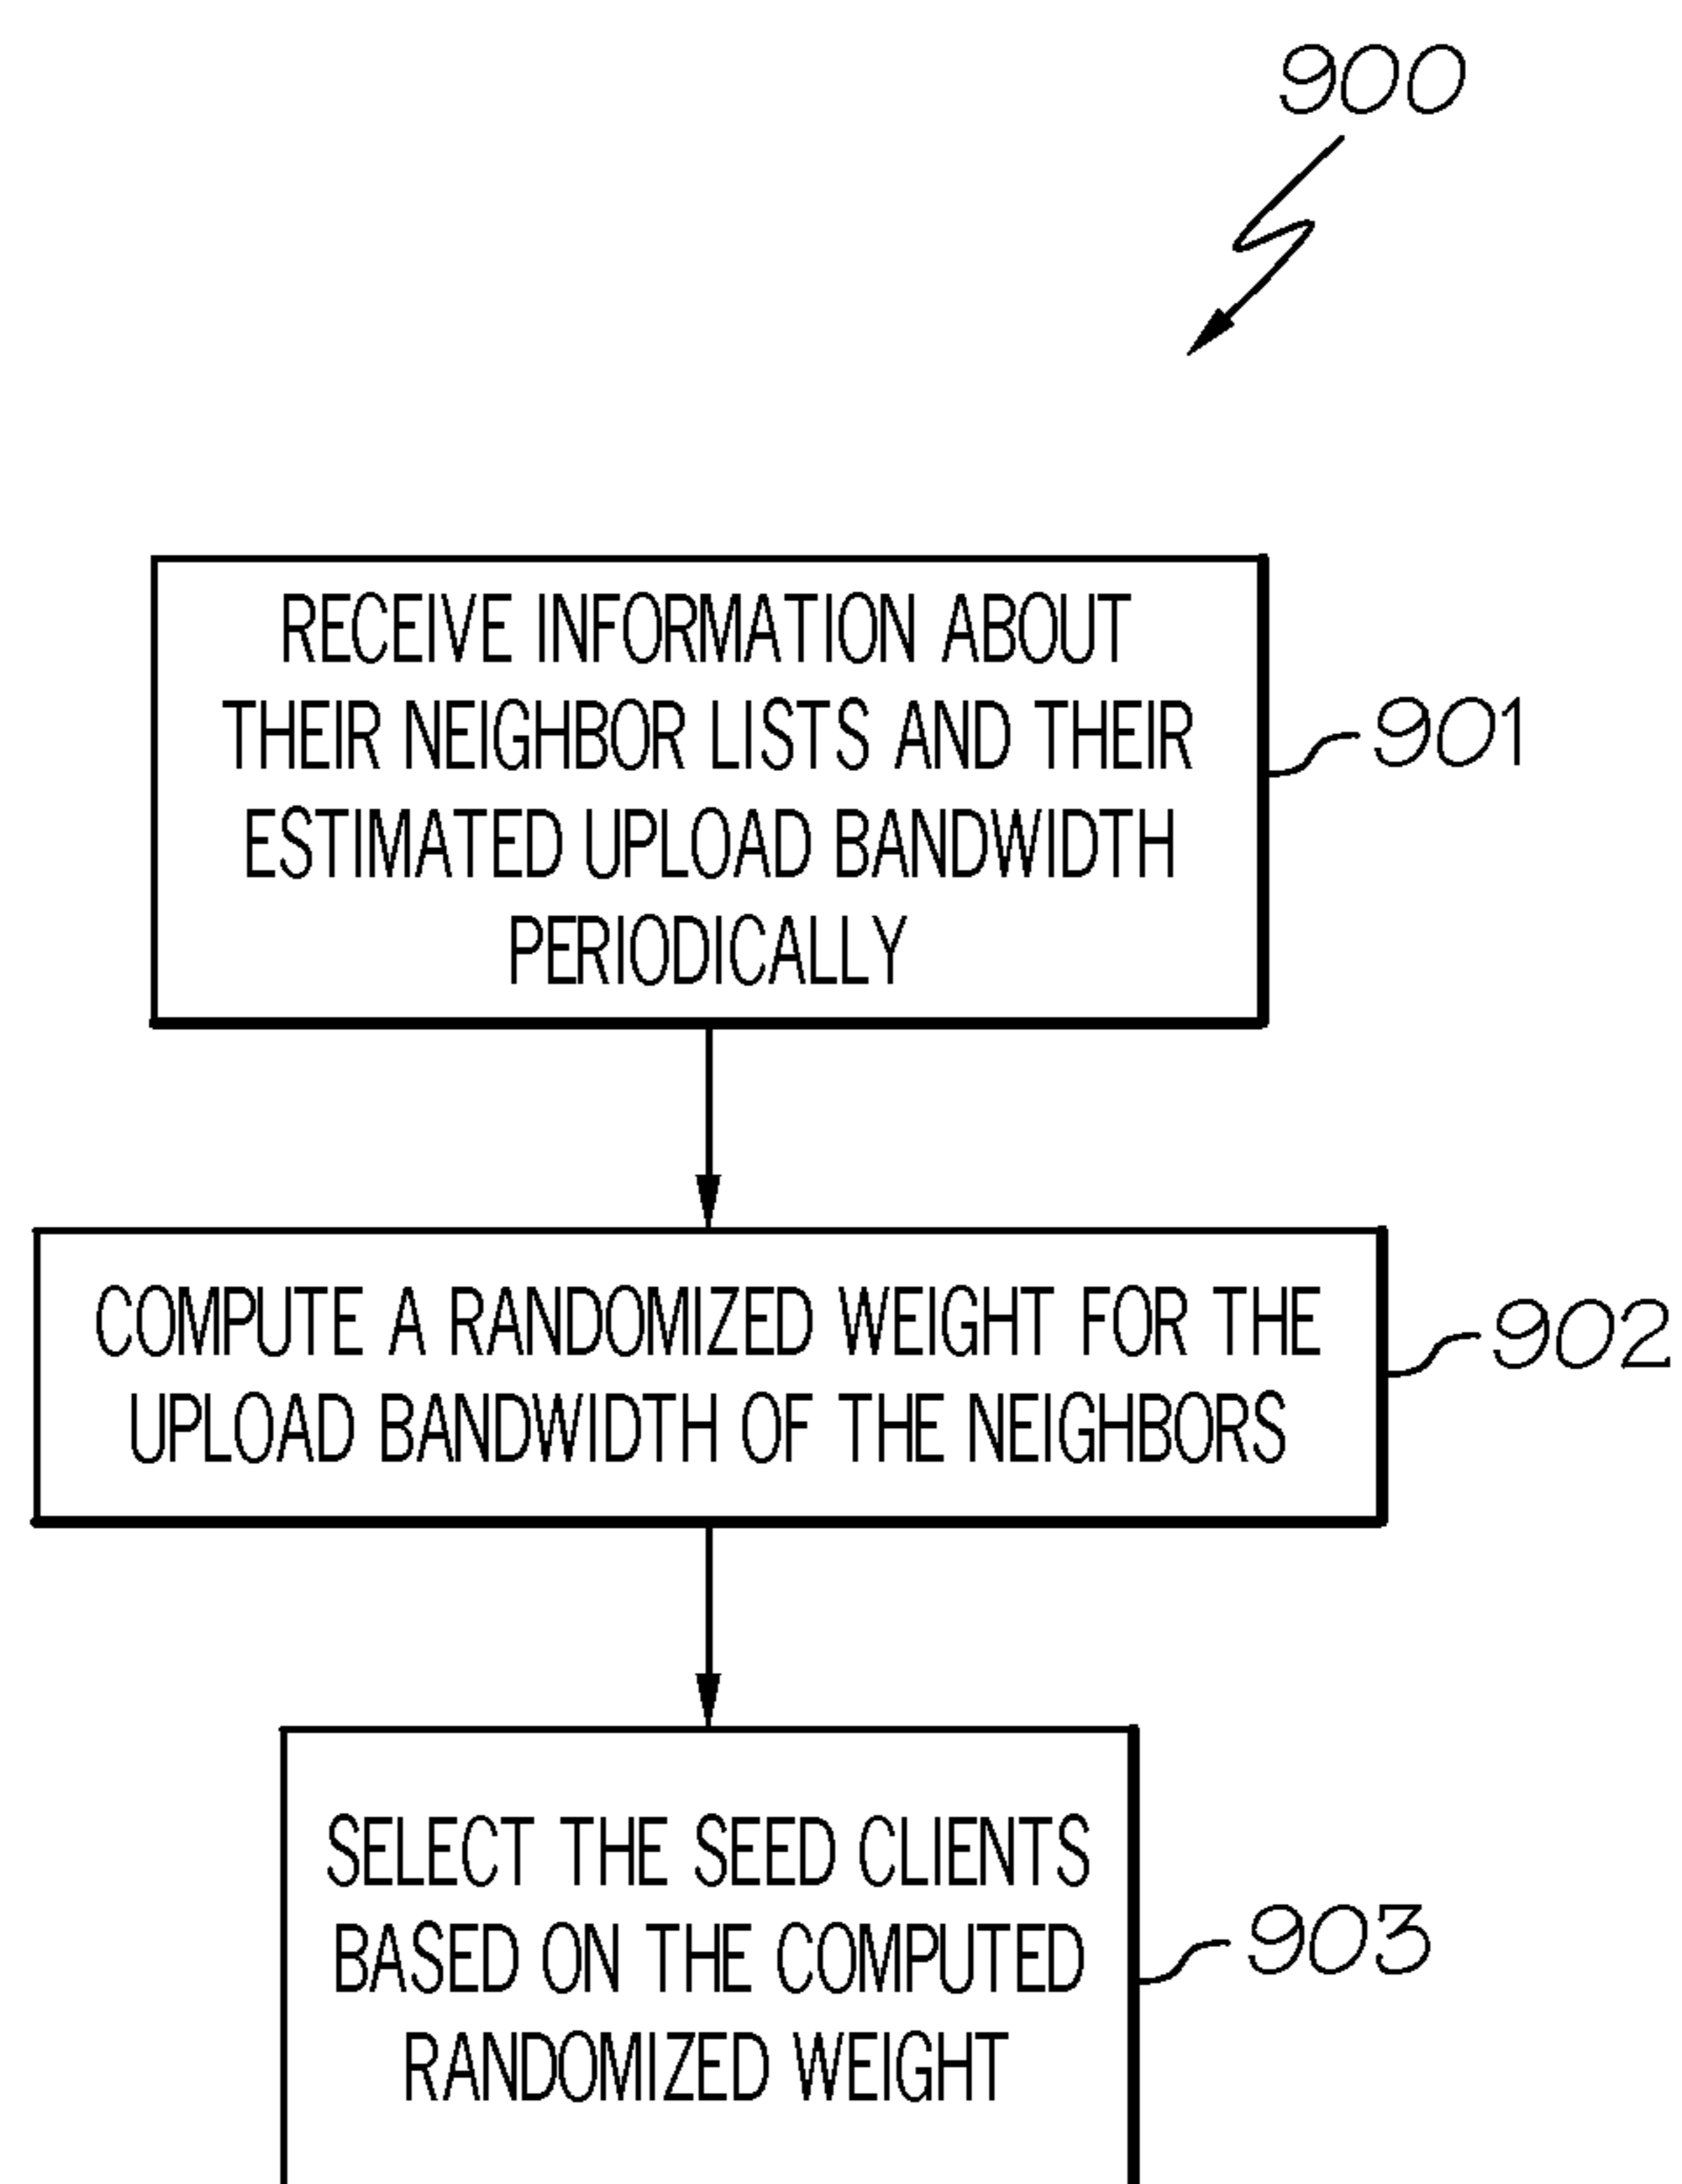 900
RECEIVE INFORMATION ABOUT
THEIR NEIGHBOR LISTS AND THEIR
ESTIMATED UPLOAD BANDWIDTH
PERIODICALLY
901
COMPUTE A RANDOMIZED WEIGHT FOR THE
UPLOAD BANDWIDTH OF THE NEIGHBORS
902
SELECT THE SEED CLIENTS
BASED ON THE COMPUTED
RANDOMIZED WEIGHT
903